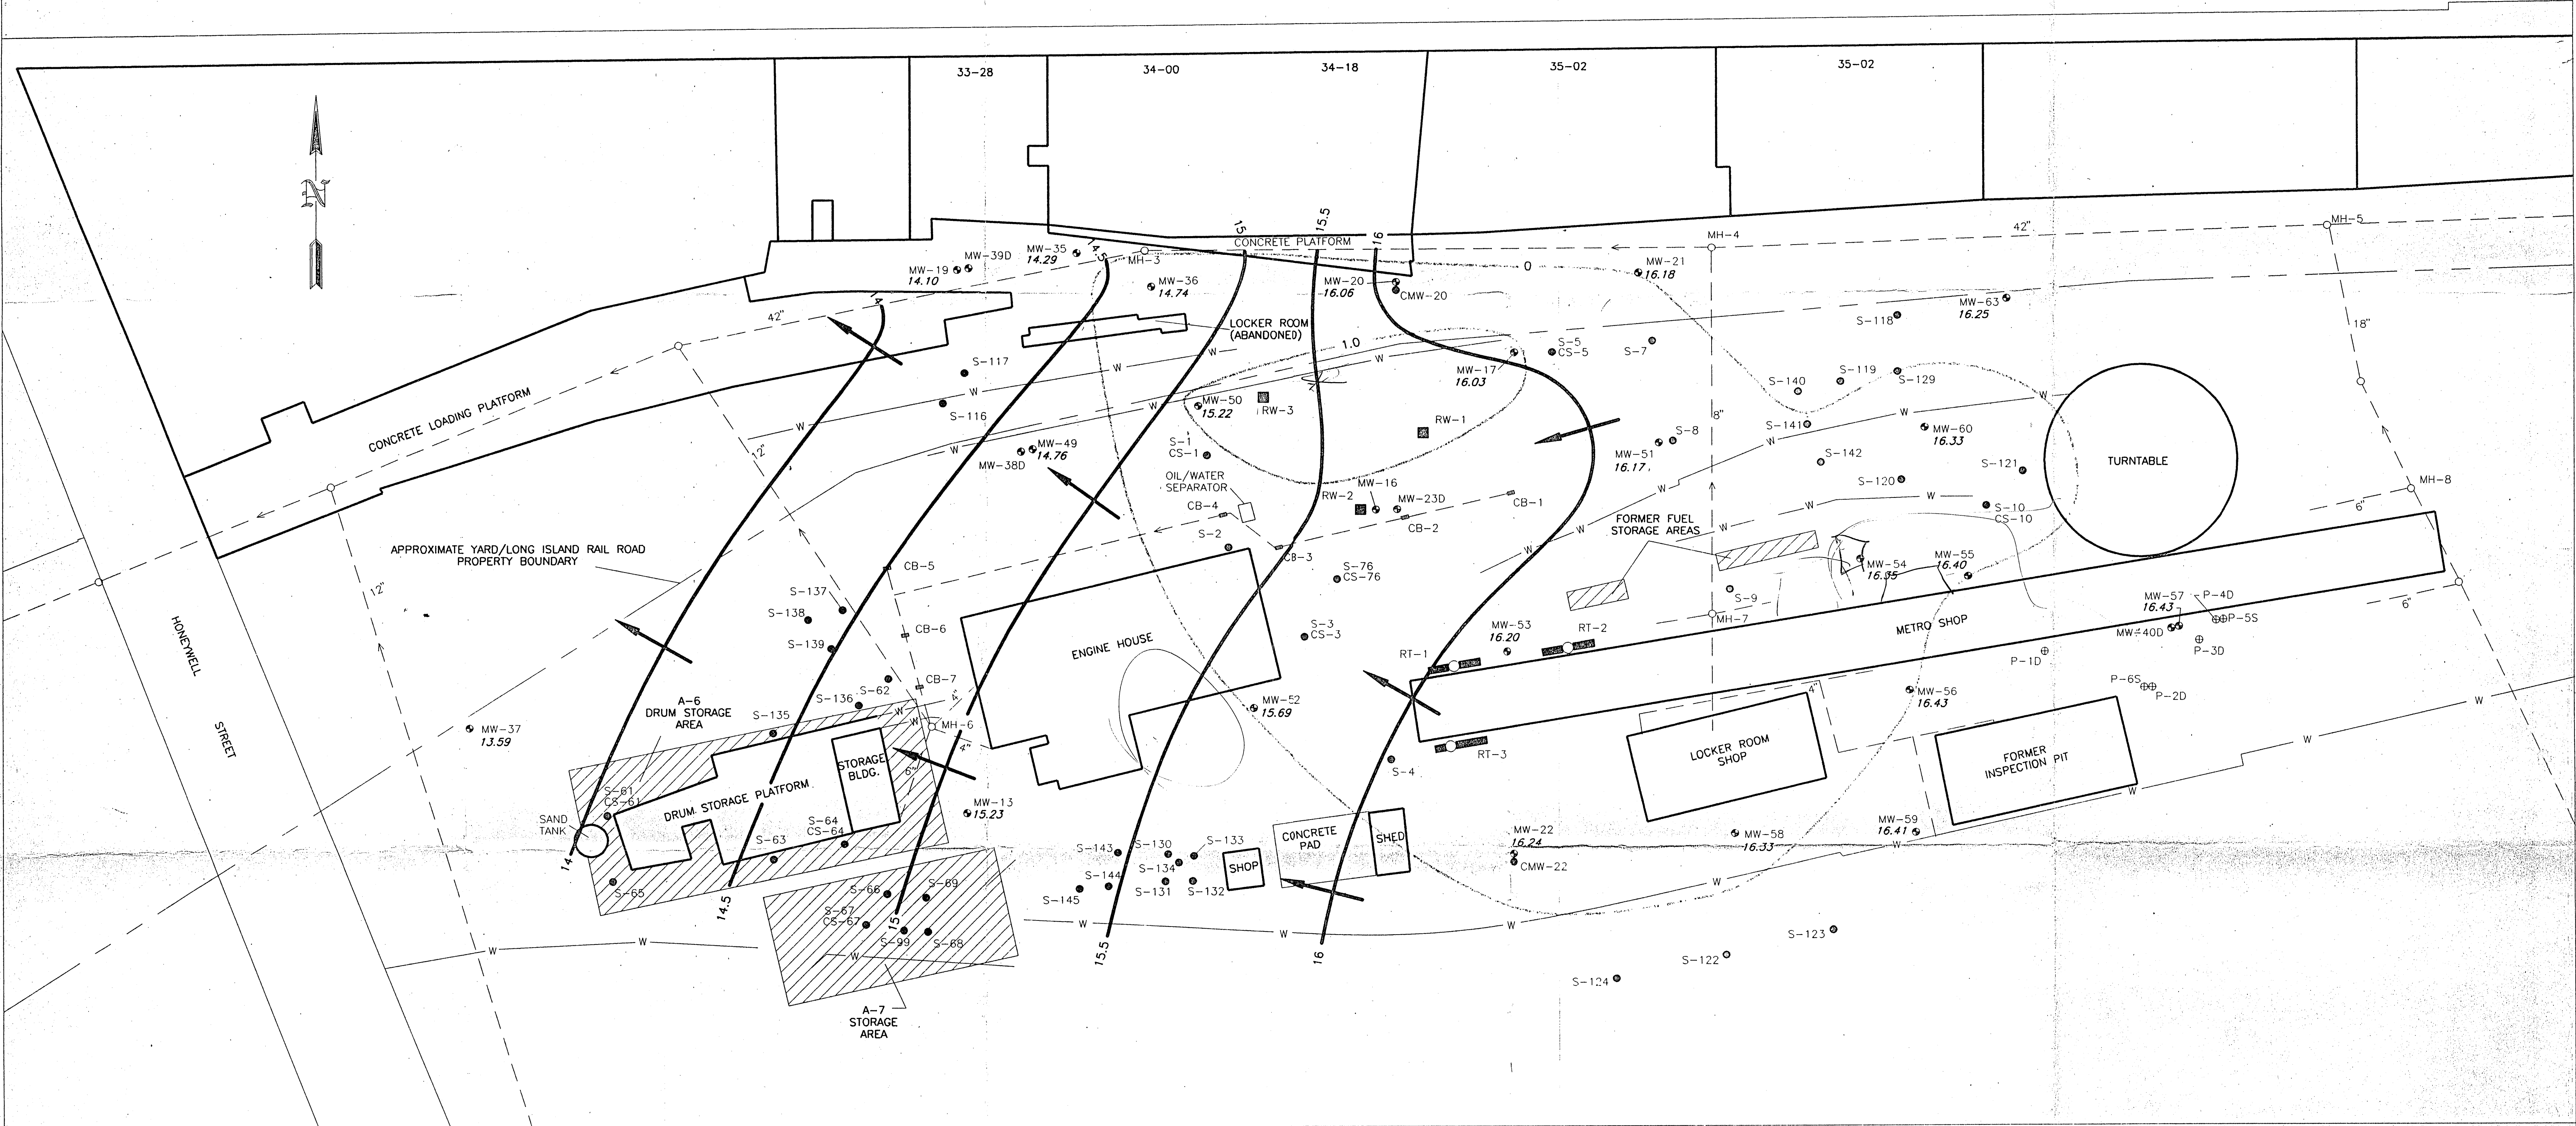 33-28
34-00
34-18
35-02
35-02
N
MH-5
15
15.5
16
CONCRETE PLATFORM
MH-4
42"
MW-35
14.29
14.5
MH-3
MW-39D
MW-19
14.10
0
MW-21
16.18
MW-36
14.74
MW-20
16.06
CMW-20
14
MW-63
16.25
42"
S-118
18"
LOCKER ROOM
(ABANDONED)
1.0
S-5
CS-5
S-7
S-117
W
W
W
W
MW-17
16.03
S-140
S-119
S-129
CONCRETE LOADING PLATFORM
S-116
W
W
MW-50
15.22
RW-3
RW-1
8"
W
W
S-141
W
MW-60
16.33
12"
S-1
CS-1
W
MW-49
14.76
MW-38D
MW-51
16.17
S-8
S-142
S-121
TURNTABLE
OIL/WATER
SEPARATOR
RW-2
MW-16
MW-23D
CB-1
W
S-120
W
W
S-10
CS-10
MH-8
6"
CB-4
CB-2
FORMER FUEL
STORAGE AREAS
W
W
S-2
CB-3
W
APPROXIMATE YARD/LONG ISLAND RAIL ROAD
PROPERTY BOUNDARY
CB-5
S-76
CS-76
MW-54
16.35
MW-55
16.40
12"
S-137
S-138
S-9
MH-7
MW-57
16.43
P-4D
6"
P-5S
HONEYWELL
STREET
CB-6
ENGINE HOUSE
S-3
CS-3
MW-53
16.20
RT-2
METRO SHOP
MW-40D
P-3D
S-139
RT-1
P-1D
S-62
CB-7
4"
P-6S
P-2D
4"
MW-56
16.43
A-6
DRUM STORAGE
AREA
S-136
W
W
MW-52
15.69
W
S-135
MH-6
MW-37
13.59
4"
RT-3
LOCKER ROOM
SHOP
FORMER
INSPECTION PIT
W
STORAGE
BLDG.
6"
S-4
S-61
CS-61
DRUM STORAGE PLATFORM
MW-13
15.23
W
SAND
TANK
S-64
CS-64
CONCRETE
PAD
SHED
MW-22
16.24
MW-58
16.33
MW-59
16.41
W
S-63
S-143
S-130
S-133
S-134
CMW-22
14
SHOP
S-65
S-66
S-69
S-144
S-131
S-132
W
S-145
14.5
S-67
CS-67
15
S-99
S-68
W
W
W
S-123
W
W
W
15.5
16
S-122
S-124
A-7
STORAGE
AREA